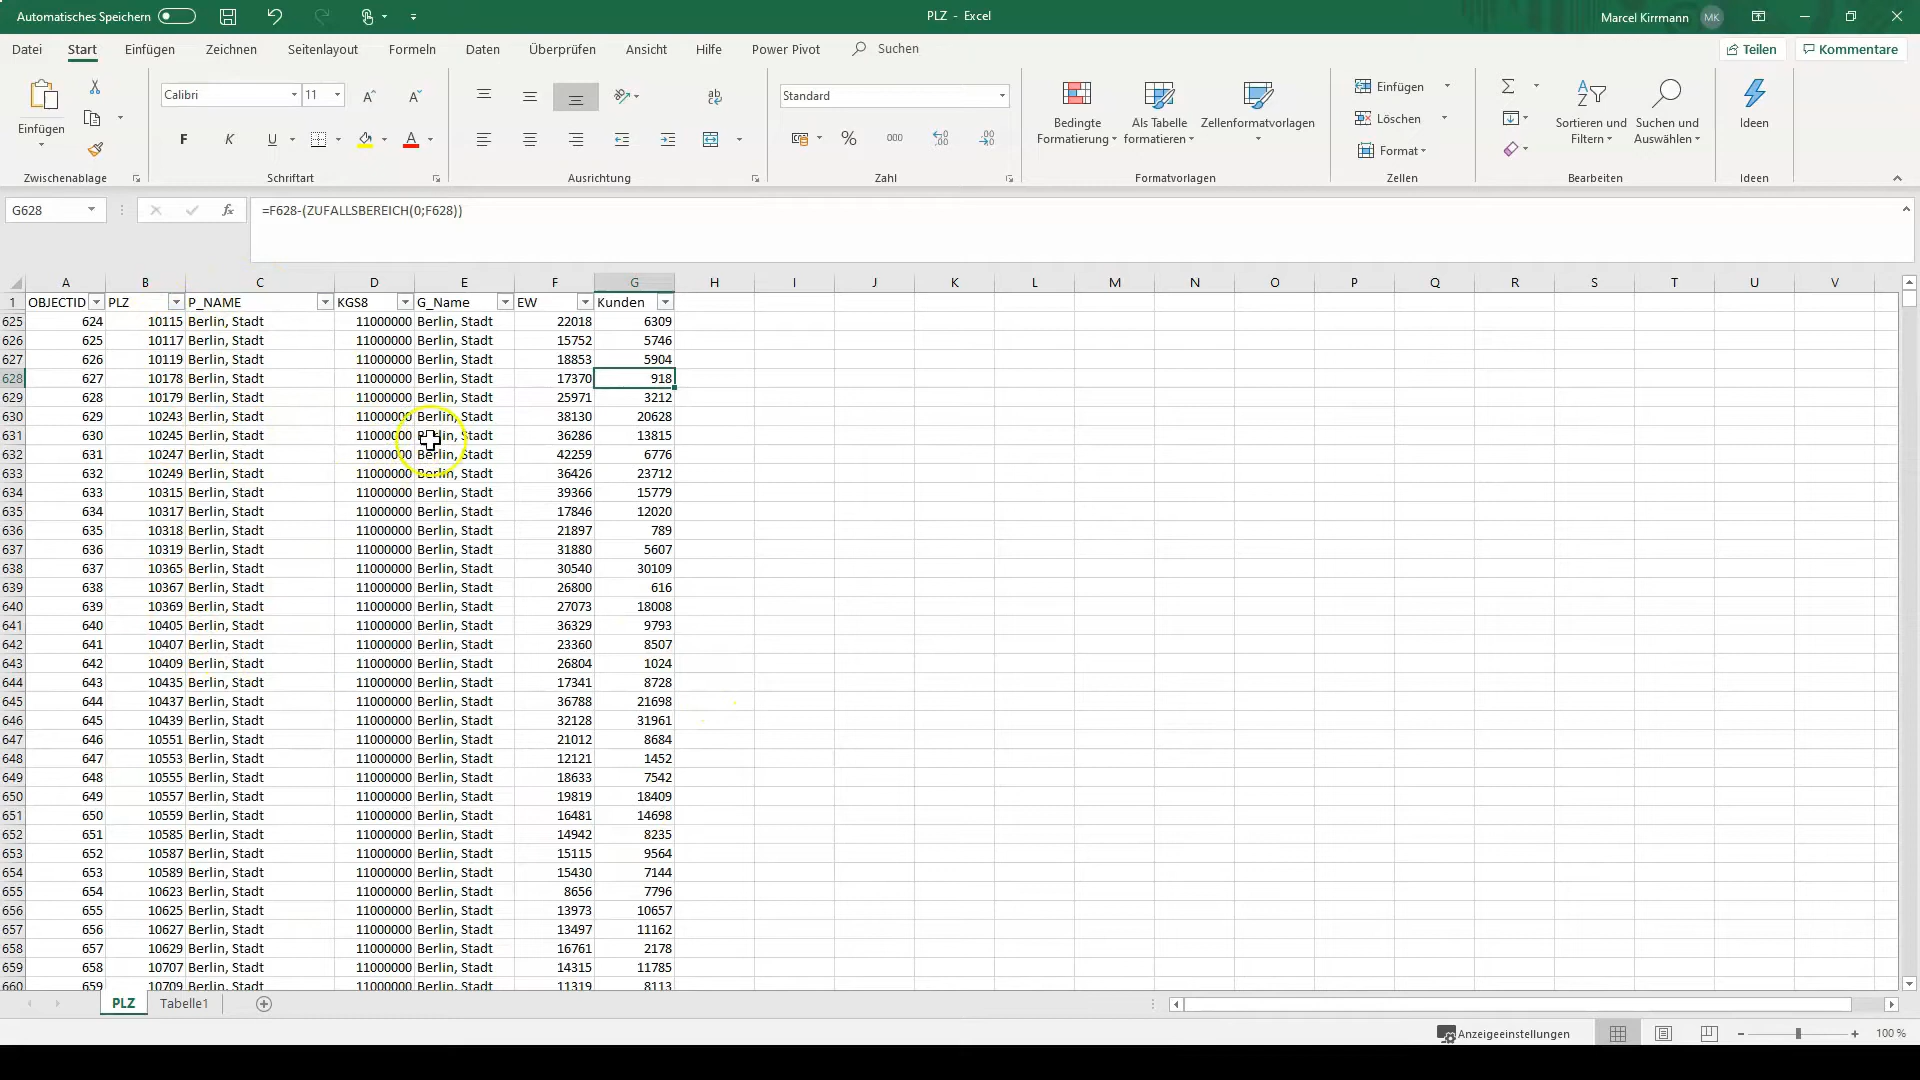 Automatisches Speichern
PLZ - Excel
Marcel Kirrmann MK
Datei Start Einfügen Zeichnen Seitenlayout Formeln Daten Überprüfen Ansicht Hilfe Power Pivot Suchen Teilen Kommentare
Einfügen
Zwischenablage
Calibri 11
F K U
Schriftart
Ausrichtung
Standard
% 000
Zahl
Bedingte Formatierung
Als Tabelle formatieren
Zellenformatvorlagen
Formatvorlagen
Einfügen
Löschen
Format
Zellen
Sortieren und Filtern
Suchen und Auswählen
Bearbeiten
Ideen
Ideen
G628 fx =F628-(ZUFALLSBEREICH(0;F628))
A B C D E F G H I J K L M N O P Q R S T U V
1 OBJECTID PLZ P_NAME KGS8 G_Name EW Kunden
625 624 10115 Berlin, Stadt 11000000 Berlin, Stadt 22018 6309
626 625 10117 Berlin, Stadt 11000000 Berlin, Stadt 15752 5746
627 626 10119 Berlin, Stadt 11000000 Berlin, Stadt 18853 5904
628 627 10178 Berlin, Stadt 11000000 Berlin, Stadt 17370 918
629 628 10179 Berlin, Stadt 11000000 Berlin, Stadt 25971 3212
630 629 10243 Berlin, Stadt 11000000 Berlin, Stadt 38130 20628
631 630 10245 Berlin, Stadt 11000000 Berlin, Stadt 36286 13815
632 631 10247 Berlin, Stadt 11000000 Berlin, Stadt 42259 6776
633 632 10249 Berlin, Stadt 11000000 Berlin, Stadt 36426 23712
634 633 10315 Berlin, Stadt 11000000 Berlin, Stadt 39366 15779
635 634 10317 Berlin, Stadt 11000000 Berlin, Stadt 17846 12020
636 635 10318 Berlin, Stadt 11000000 Berlin, Stadt 21897 789
637 636 10319 Berlin, Stadt 11000000 Berlin, Stadt 31880 5607
638 637 10365 Berlin, Stadt 11000000 Berlin, Stadt 30540 30109
639 638 10367 Berlin, Stadt 11000000 Berlin, Stadt 26800 616
640 639 10369 Berlin, Stadt 11000000 Berlin, Stadt 27073 18008
641 640 10405 Berlin, Stadt 11000000 Berlin, Stadt 36329 9793
642 641 10407 Berlin, Stadt 11000000 Berlin, Stadt 23360 8507
643 642 10409 Berlin, Stadt 11000000 Berlin, Stadt 26804 1024
644 643 10435 Berlin, Stadt 11000000 Berlin, Stadt 17341 8728
645 644 10437 Berlin, Stadt 11000000 Berlin, Stadt 36788 21698
646 645 10439 Berlin, Stadt 11000000 Berlin, Stadt 32128 31961
647 646 10551 Berlin, Stadt 11000000 Berlin, Stadt 21012 8684
648 647 10553 Berlin, Stadt 11000000 Berlin, Stadt 12121 1452
649 648 10555 Berlin, Stadt 11000000 Berlin, Stadt 18633 7542
650 649 10557 Berlin, Stadt 11000000 Berlin, Stadt 19819 18409
651 650 10559 Berlin, Stadt 11000000 Berlin, Stadt 16481 14698
652 651 10585 Berlin, Stadt 11000000 Berlin, Stadt 14942 8235
653 652 10587 Berlin, Stadt 11000000 Berlin, Stadt 15115 9564
654 653 10589 Berlin, Stadt 11000000 Berlin, Stadt 15430 7144
655 654 10623 Berlin, Stadt 11000000 Berlin, Stadt 8656 7796
656 655 10625 Berlin, Stadt 11000000 Berlin, Stadt 13973 10657
657 656 10627 Berlin, Stadt 11000000 Berlin, Stadt 13497 11162
658 657 10629 Berlin, Stadt 11000000 Berlin, Stadt 16761 2178
659 658 10707 Berlin, Stadt 11000000 Berlin, Stadt 14315 11785
660 659 10709 Berlin, Stadt 11000000 Berlin, Stadt 11319 8113
PLZ Tabelle1
Anzeigeeinstellungen 100 %